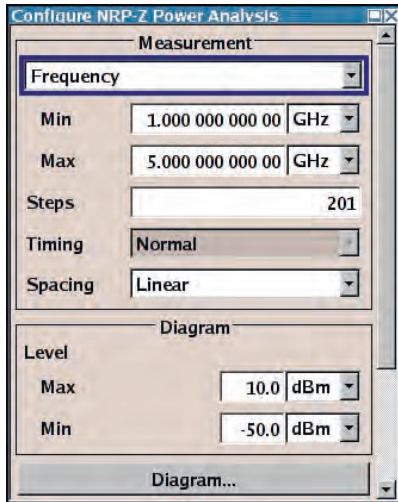 Configure NRP-Z Power Analysis
Measurement
Frequency
Min 1.000 000 000 00 GHz
Max 5.000 000 000 00 GHz
Steps 201
Timing Normal
Spacing Linear
Diagram
Level
Max 10.0 dBm
Min -50.0 dBm
Diagram...